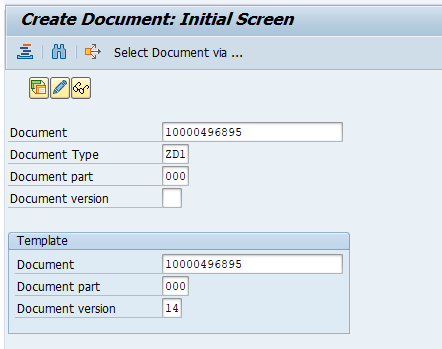 Create Document: Initial Screen
Select Document via ...
Document 10000496895
Document Type ZD1
Document part 000
Document version
Template
Document 10000496895
Document part 000
Document version 14